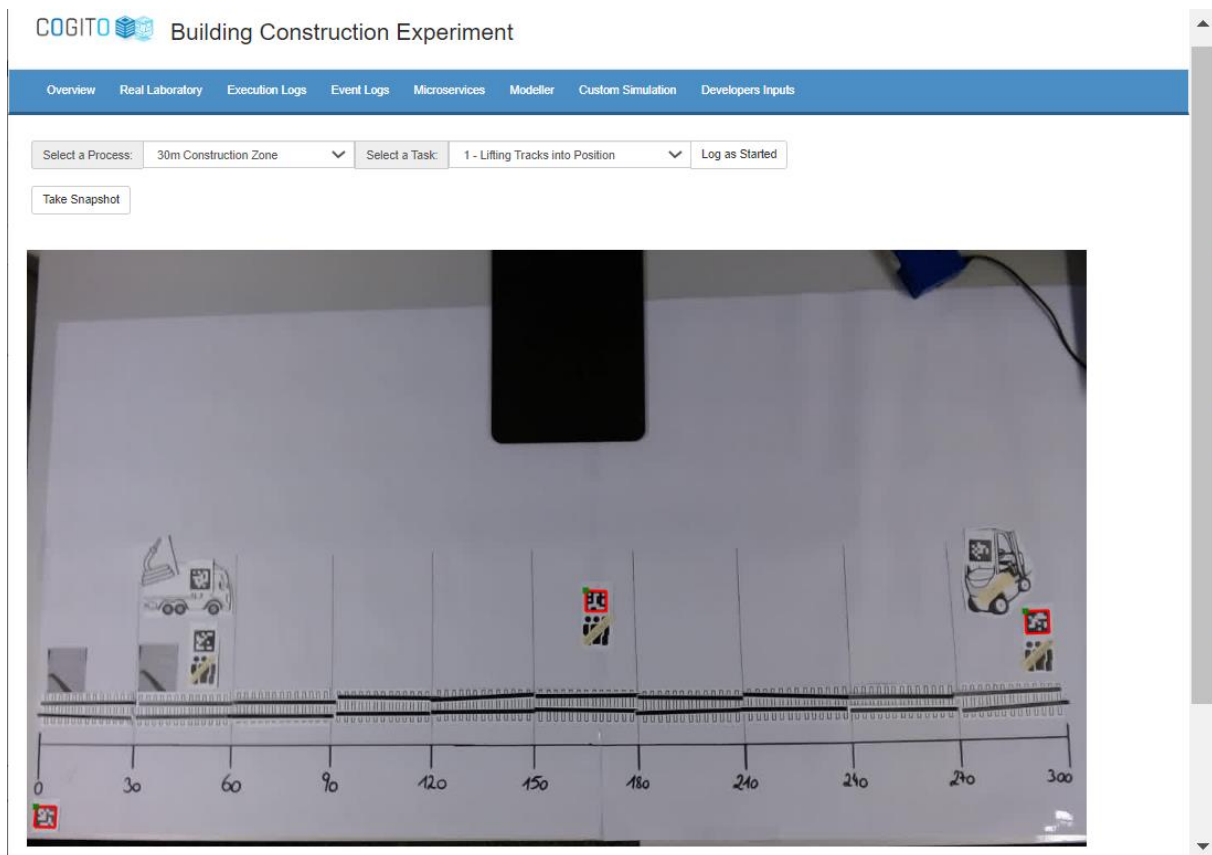 COGITO Building Construction Experiment
Overview Real Laboratory Execution Logs Event Logs Microservices Modeller Custom Simulation Developers Inputs
Select a Process: 30m Construction Zone Select a Task: 1 - Lifting Tracks into Position Log as Started
Take Snapshot
0 30 60 90 120 150 180 210 240 270 300